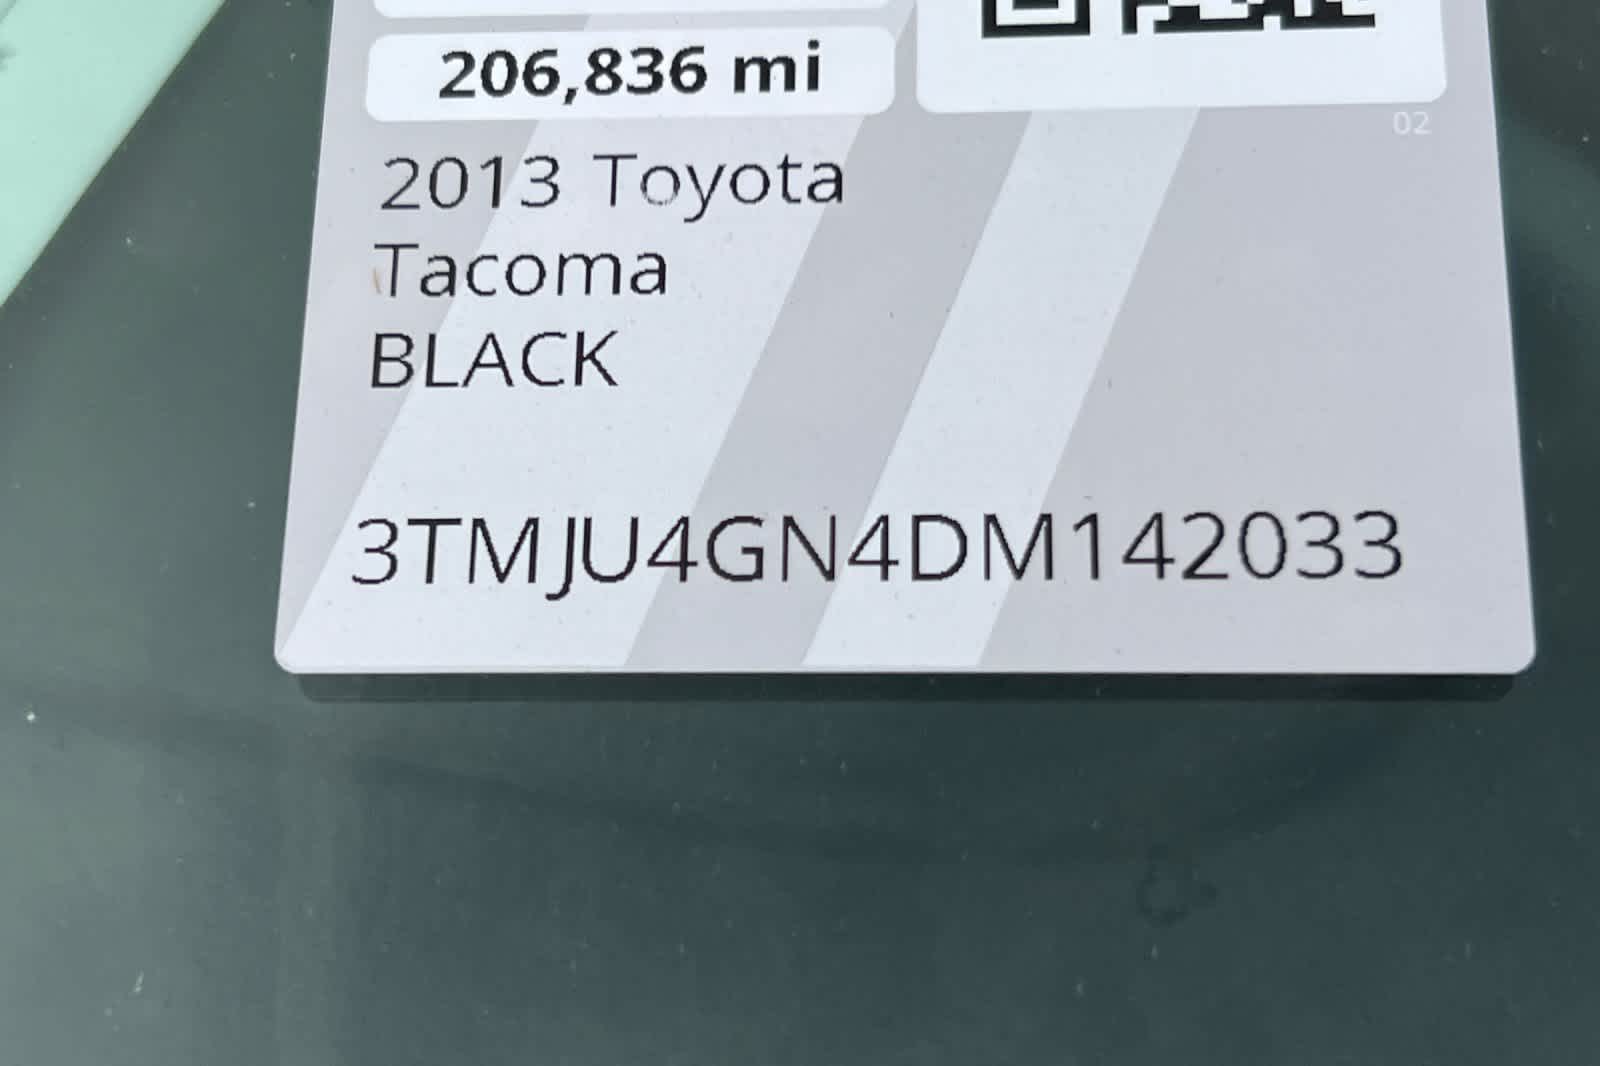 206,836 mi
02
2013 Toyota
Tacoma
BLACK
3TMJU4GN4DM142033